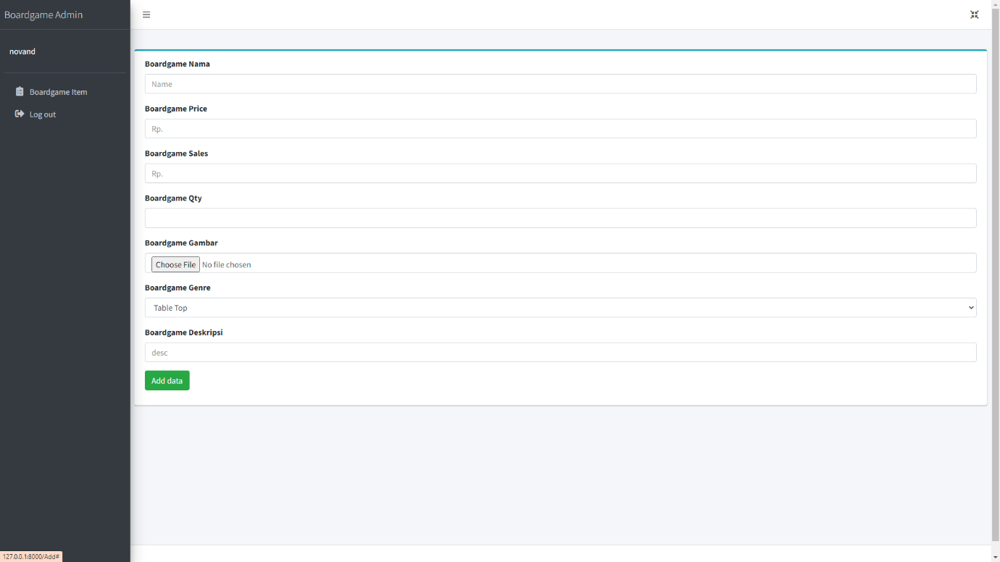 Boardgame Admin
novand
Boardgame Item
Log out
Boardgame Nama
Name
Boardgame Price
Rp.
Boardgame Sales
Rp.
Boardgame Qty
Boardgame Gambar
Choose File No file chosen
Boardgame Genre
Table Top
Boardgame Deskripsi
desc
Add data
127.0.0.1:8000/Add#